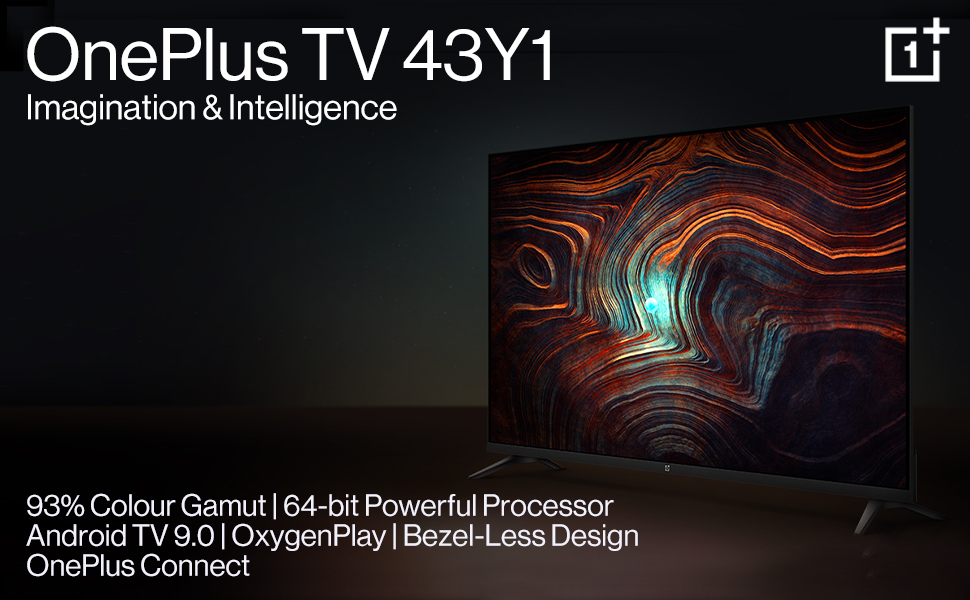 OnePlus TV 43Y1
Imagination & Intelligence
1+
93% Colour Gamut | 64-bit Powerful Processor
Android TV 9.0 | OxygenPlay | Bezel-Less Design
OnePlus Connect